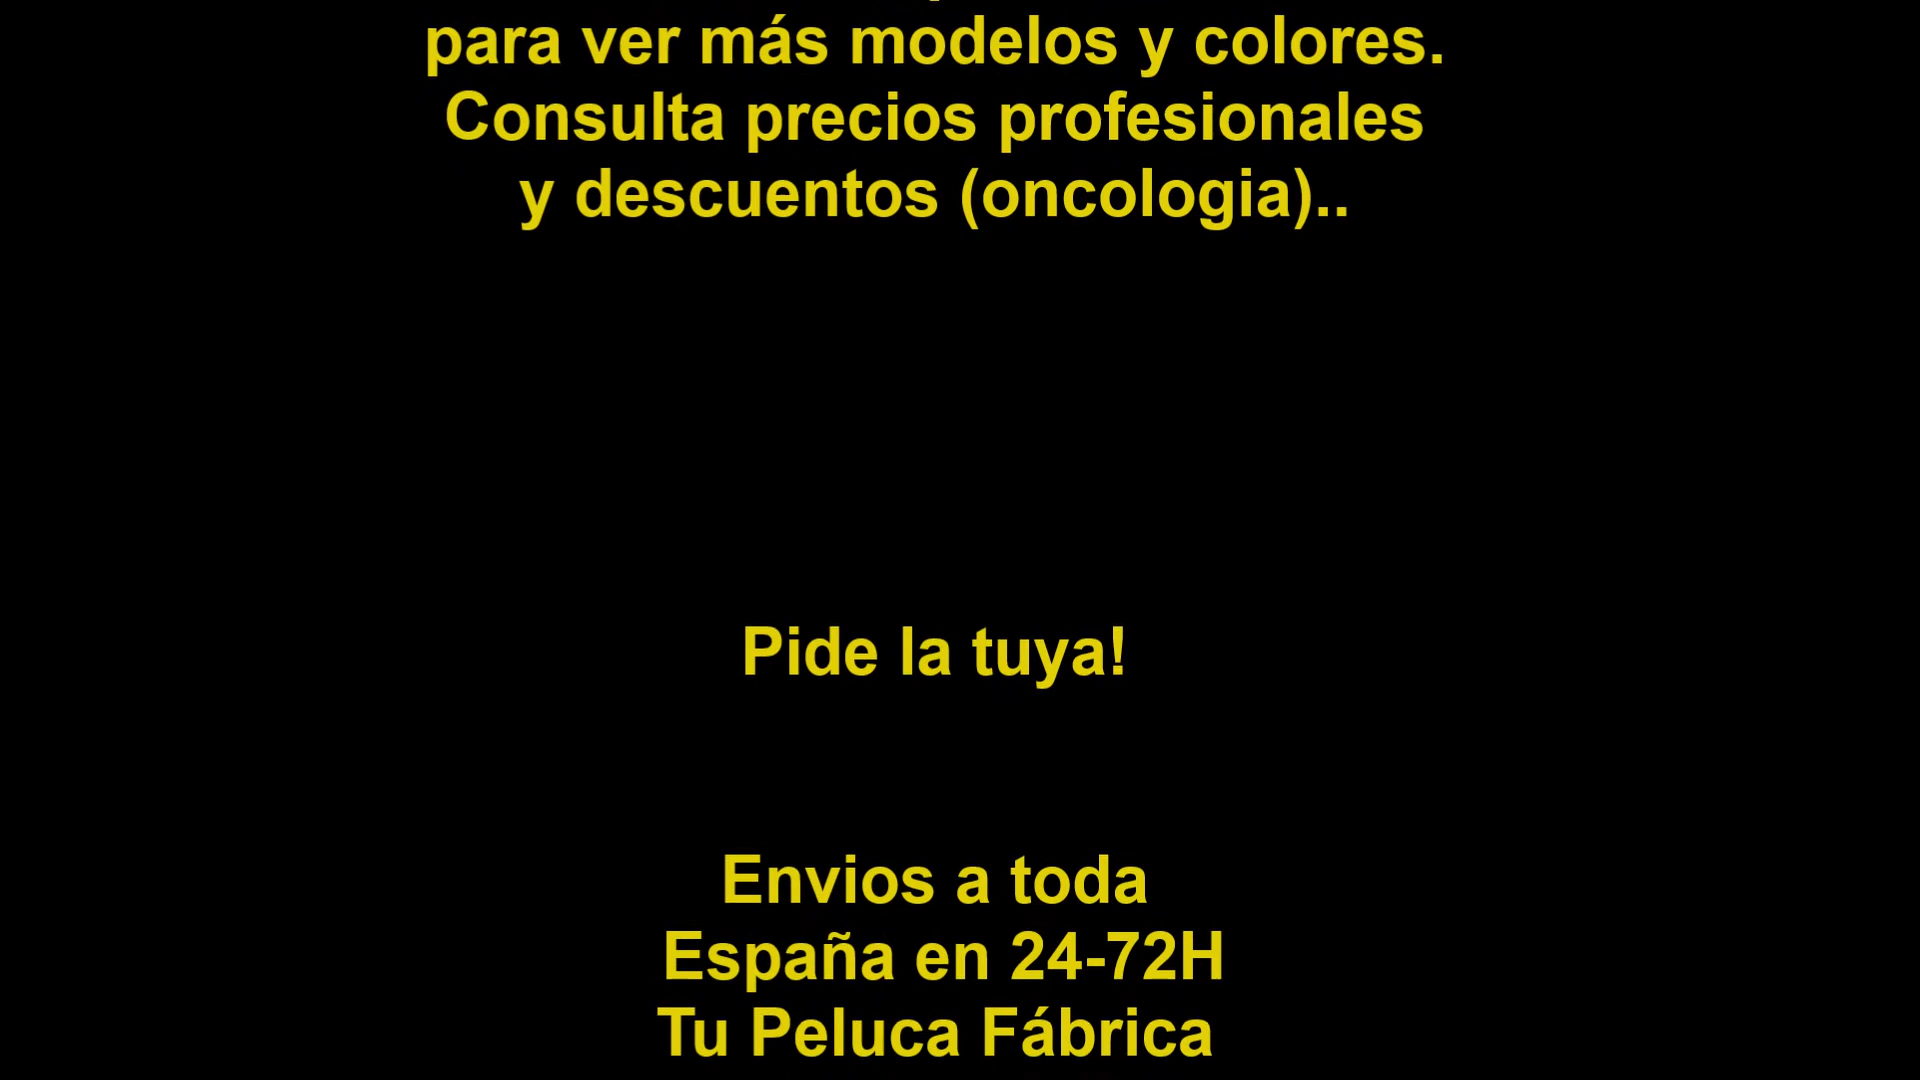 para ver más modelos y colores.
Consulta precios profesionales
y descuentos (oncologia)..
Pide la tuya!
Envios a toda
España en 24-72H
Tu Peluca Fábrica